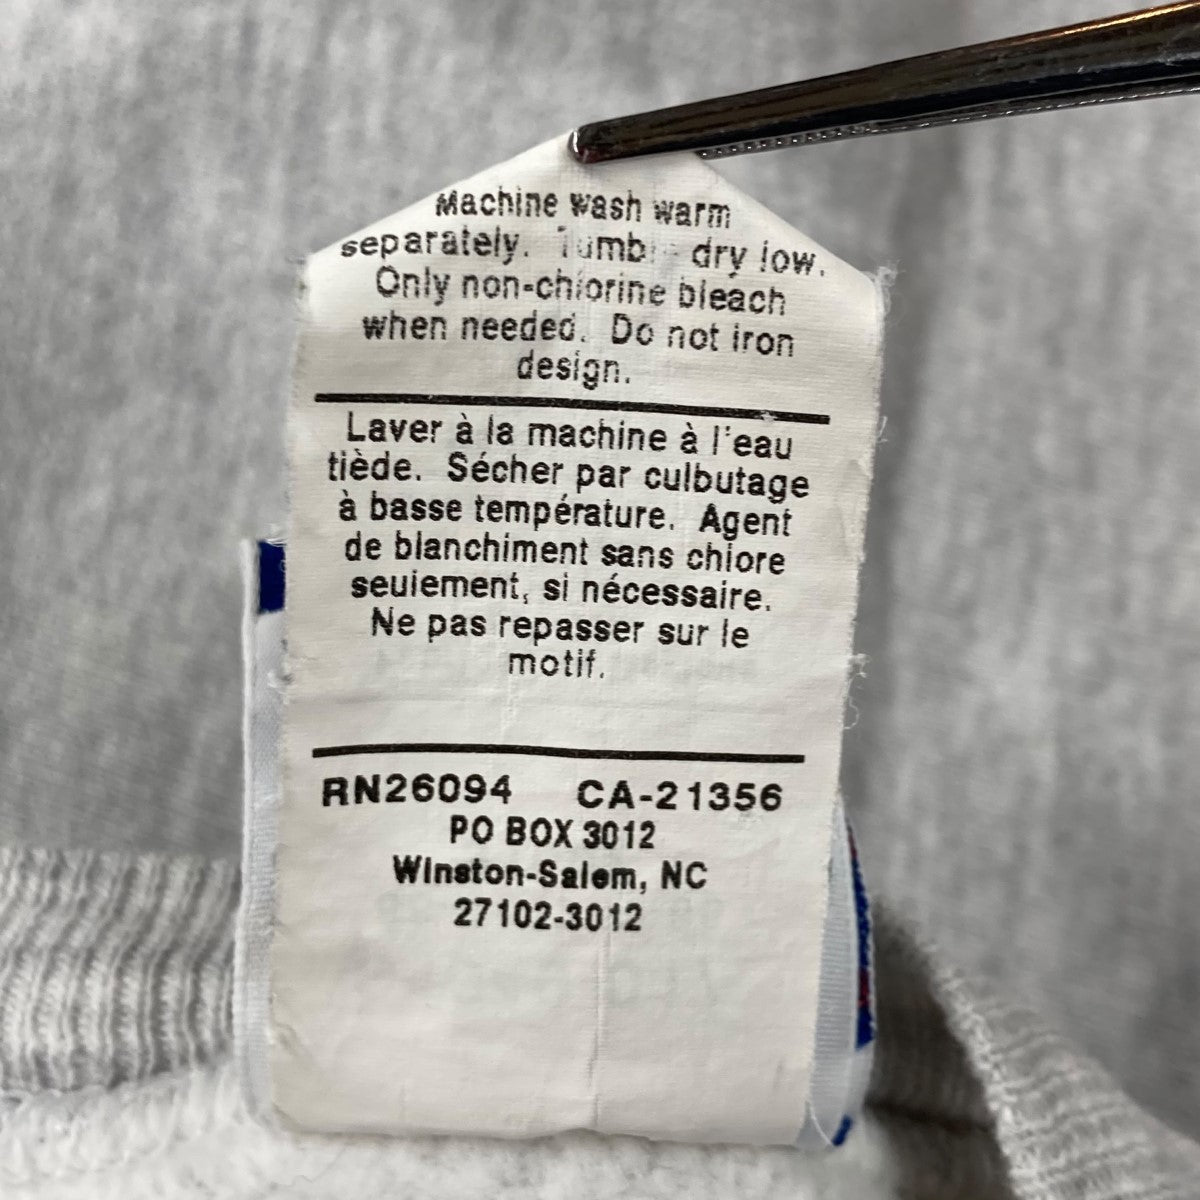 Machine wash warm
separately. Tumble dry low.
Only non-chlorine bleach
when needed. Do not iron
design.
Laver à la machine à l'eau
tiède. Sécher par culbutage
à basse température. Agent
de blanchiment sans chlore
seulement, si nécessaire.
Ne pas repasser sur le
motif.
RN26094 CA-21356
PO BOX 3012
Winston-Salem, NC
27102-3012